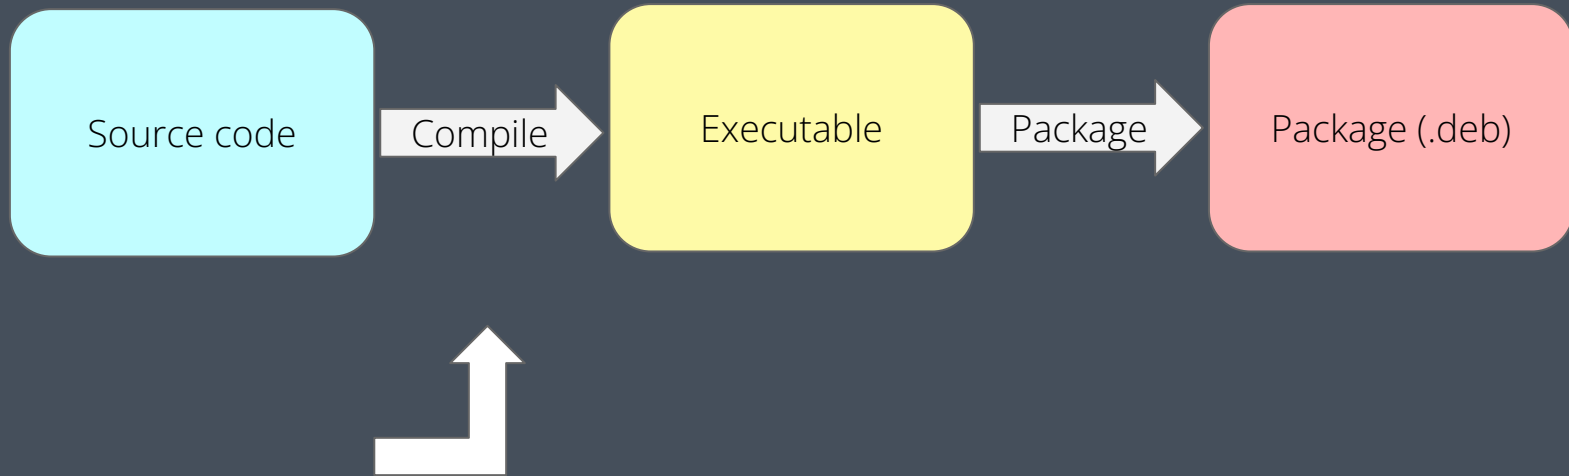 Source code
Compile
Executable
Package
Package (.deb)